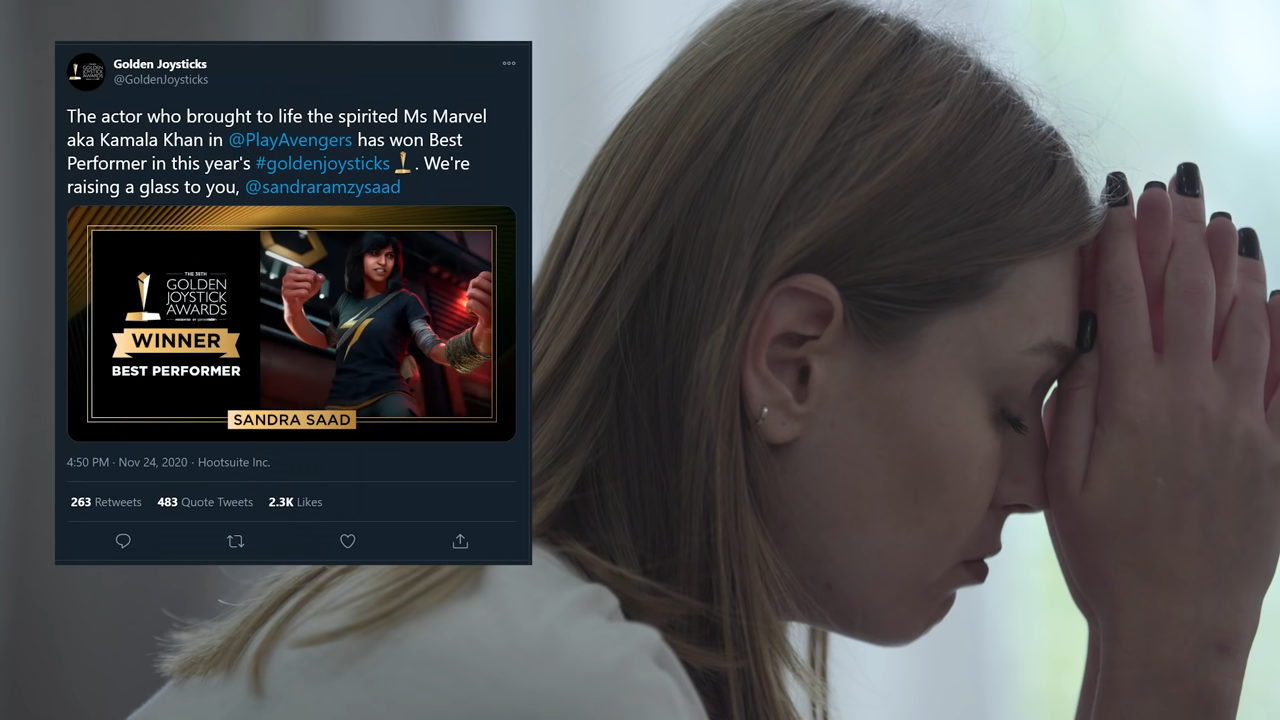 Golden Joysticks
@GoldenJoysticks
The actor who brought to life the spirited Ms Marvel
aka Kamala Khan in @PlayAvengers has won Best
Performer in this year's #goldenjoysticks. We're
raising a glass to you, @sandraramzysaad
THE 38TH
GOLDEN
JOYSTICK
AWARDS
WINNER
BEST PERFORMER
SANDRA SAAD
4:50 PM · Nov 24, 2020 · Hootsuite Inc.
263 Retweets 483 Quote Tweets 2.3K Likes